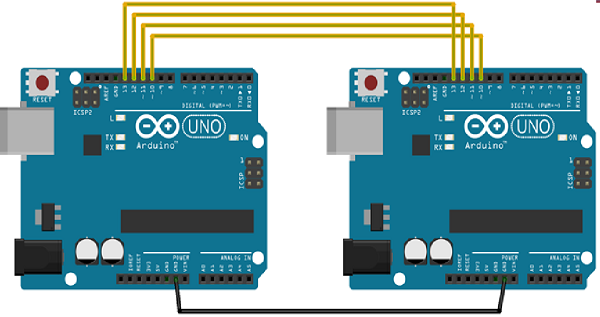 AREF
GND
13
12
~11
~10
~9
8
7
~6
~5
4
~3
2
TXD▶1
RXD◀0
RESET
ICSP2
DIGITAL (PWM=~)
L
TX
RX
Arduino™
UNO
ON
1
ICSP
IOREF
RESET
3V3
5V
GND
GND
VIN
POWER
ANALOG IN
A0
A1
A2
A3
A4
A5
AREF
GND
13
12
~11
~10
~9
8
7
~6
~5
4
~3
2
TXD▶1
RXD◀0
RESET
ICSP2
DIGITAL (PWM=~)
L
TX
RX
Arduino™
UNO
ON
1
ICSP
IOREF
RESET
3V3
5V
GND
GND
VIN
POWER
ANALOG IN
A0
A1
A2
A3
A4
A5